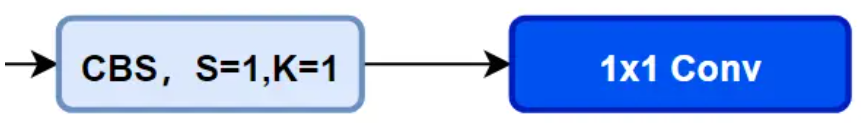 CBS，S=1,K=1
1x1 Conv